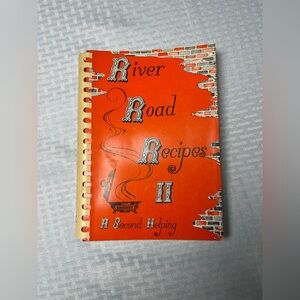 River
Road
Recipes
II
A Second Helping